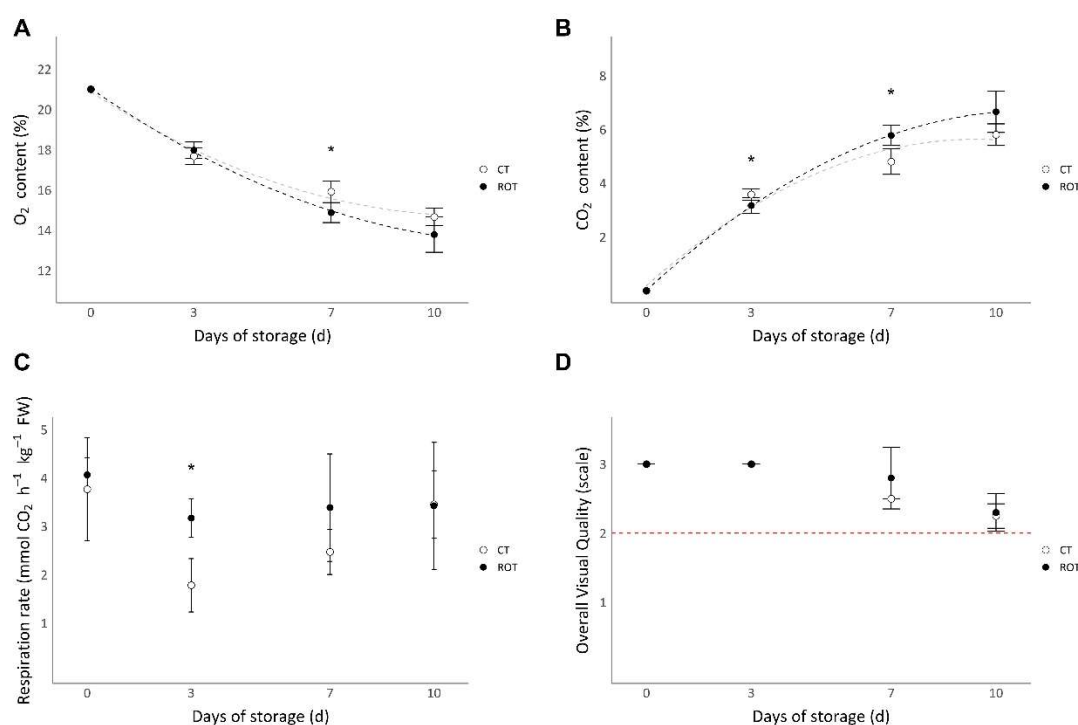 A
O₂ content (%)
22
20
18
16
14
12
*
0
3
7
10
Days of storage (d)
CT
ROT
B
CO₂ content (%)
8
6
4
2
*
*
0
3
7
10
Days of storage (d)
CT
ROT
C
Respiration rate (mmol CO₂ h⁻¹ kg⁻¹ FW)
5
4
3
2
1
*
0
3
7
10
Days of storage (d)
CT
ROT
D
Overall Visual Quality (scale)
3
2
1
0
3
7
10
Days of storage (d)
CT
ROT